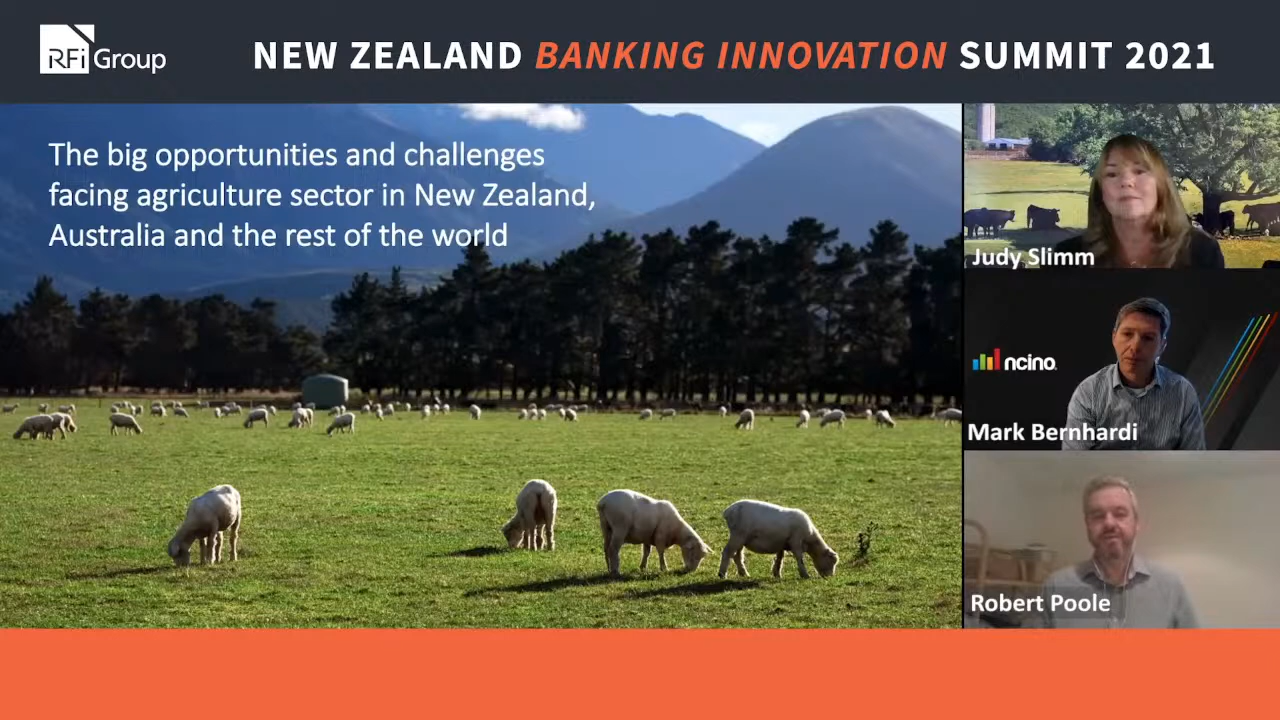 RFi Group
NEW ZEALAND BANKING INNOVATION SUMMIT 2021
The big opportunities and challenges
facing agriculture sector in New Zealand,
Australia and the rest of the world
Judy Slimm
ncino
Mark Bernhardi
Robert Poole